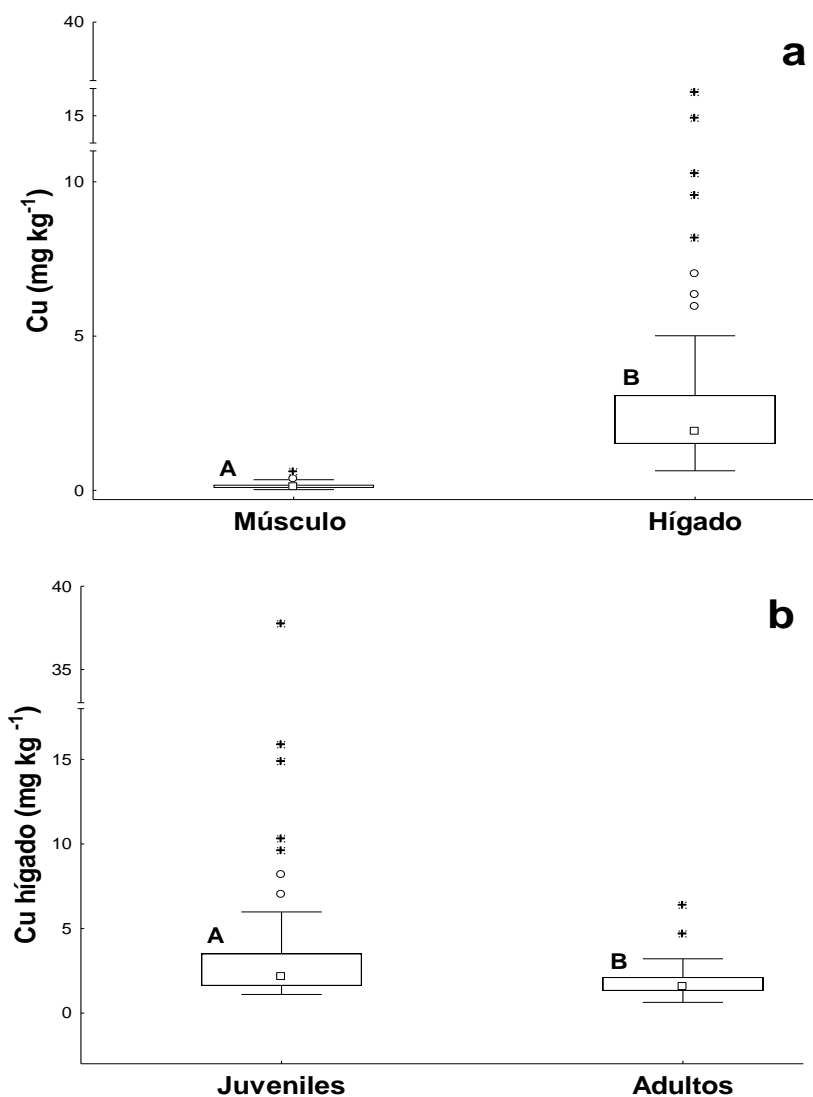 a
Cu (mg kg⁻¹)
40
15
10
5
0
A
B
Músculo
Hígado
b
Cu hígado (mg kg ⁻¹)
40
35
15
10
5
0
A
B
Juveniles
Adultos